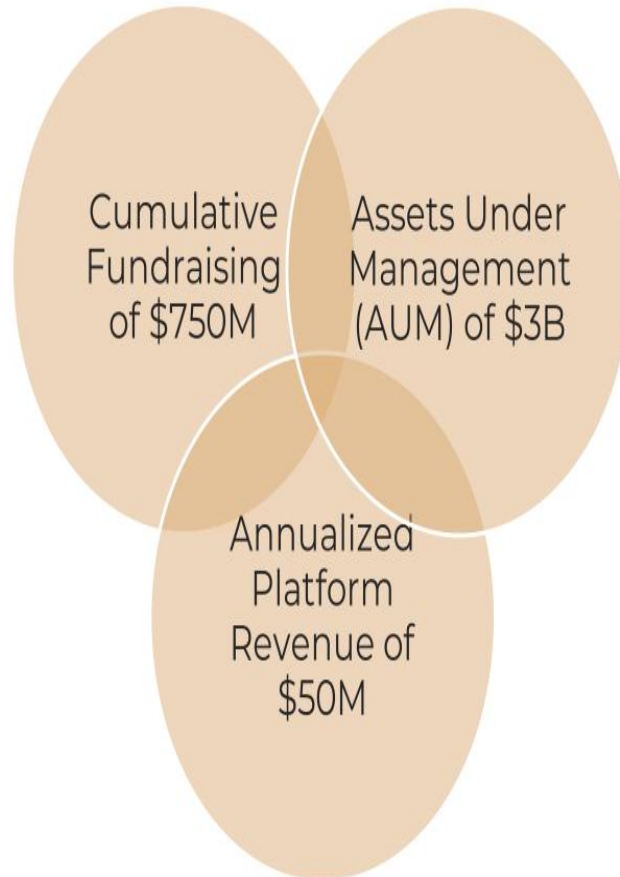 Cumulative
Fundraising
of $750M
Assets Under
Management
(AUM) of $3B
Annualized
Platform
Revenue of
$50M